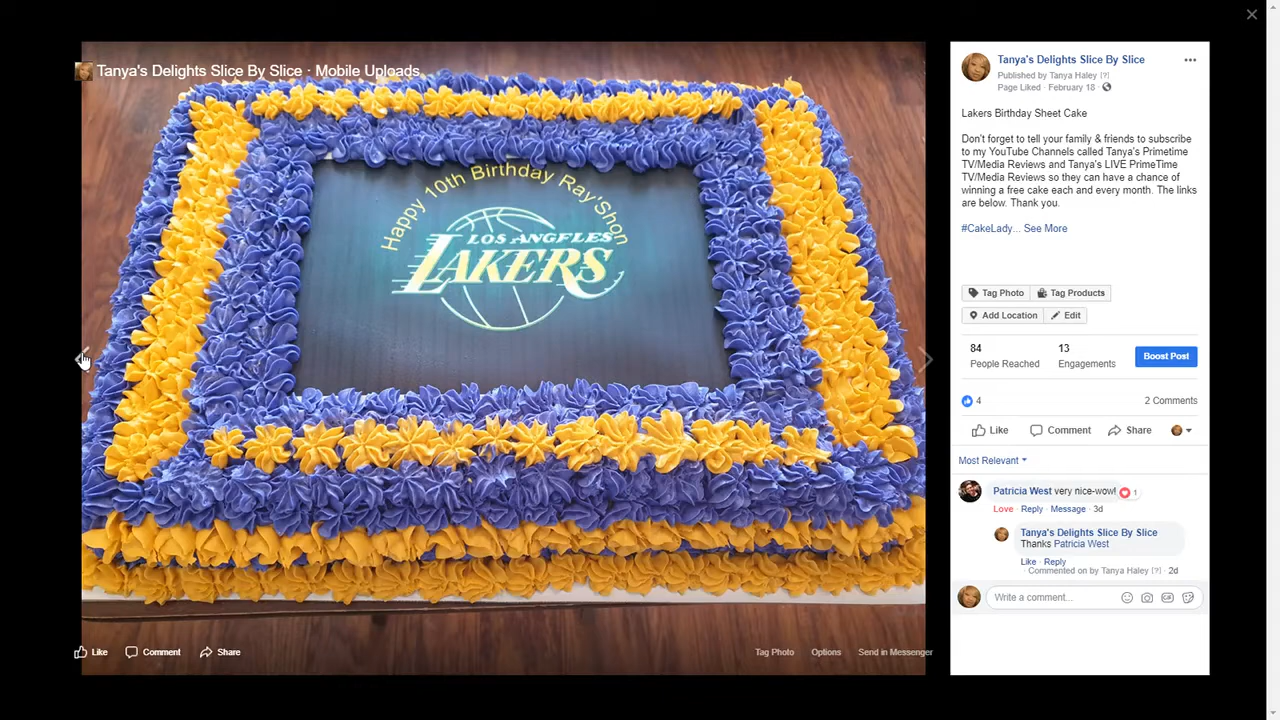 Tanya's Delights Slice By Slice · Mobile Uploads
Happy 10th Birthday Ray'Shon
LOS ANGELES
LAKERS
Like Comment Share
Tag Photo Options Send in Messenger
Tanya's Delights Slice By Slice
Published by Tanya Haley [?]
Page Liked · February 18 ·
Lakers Birthday Sheet Cake
Don't forget to tell your family & friends to subscribe
to my YouTube Channels called Tanya's Primetime
TV/Media Reviews and Tanya's LIVE PrimeTime
TV/Media Reviews so they can have a chance of
winning a free cake each and every month. The links
are below. Thank you.
#CakeLady... See More
Tag Photo Tag Products
Add Location Edit
84 13
People Reached Engagements Boost Post
4 2 Comments
Like Comment Share
Most Relevant
Patricia West very nice-wow! 1
Love · Reply · Message · 3d
Tanya's Delights Slice By Slice
Thanks Patricia West
Like · Reply
· Commented on by Tanya Haley [?] · 2d
Write a comment...
GIF